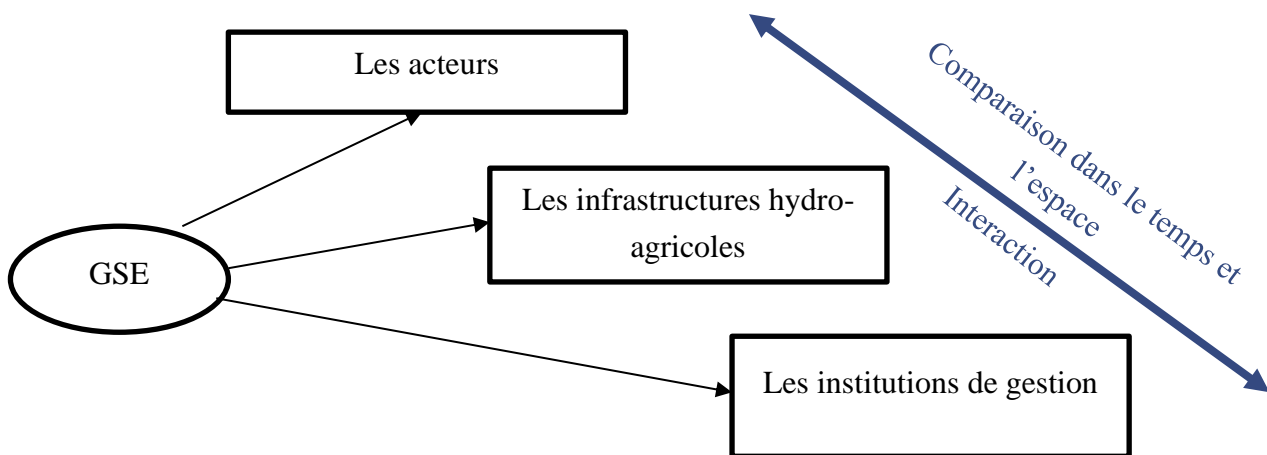 Les acteurs
Les infrastructures hydro-
agricoles
GSE
Les institutions de gestion
Comparaison dans le temps et
l’espace
Interaction